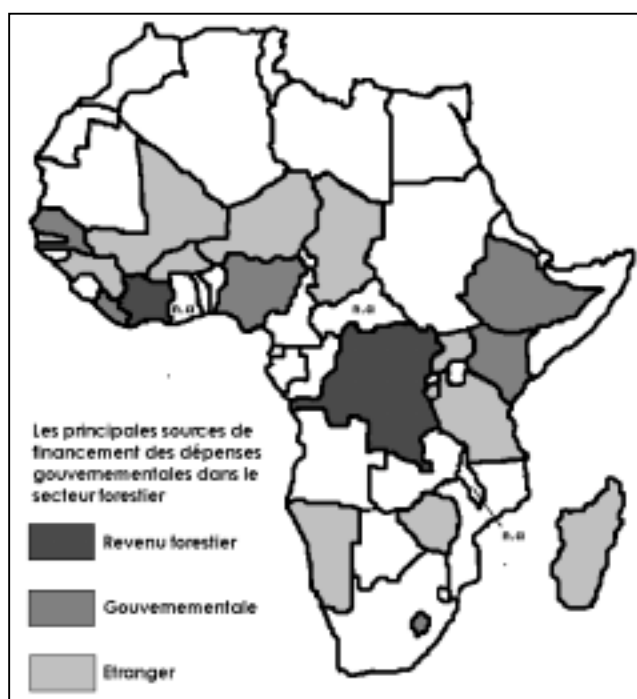 n.a
n.a
n.a
Les principales sources de
financement des dépenses
gouvernementales dans le
secteur forestier
Revenu forestier
Gouvernementale
Etranger